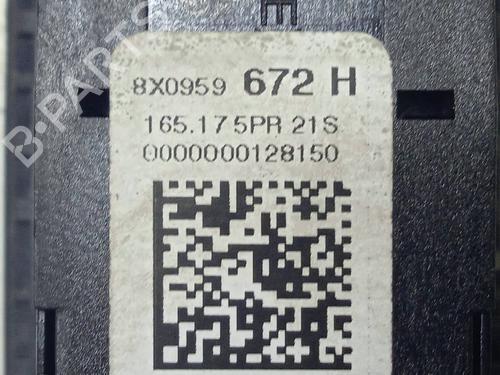 E
B-PARTS
8X0959 672 H
165.175PR 21S
0000000128150